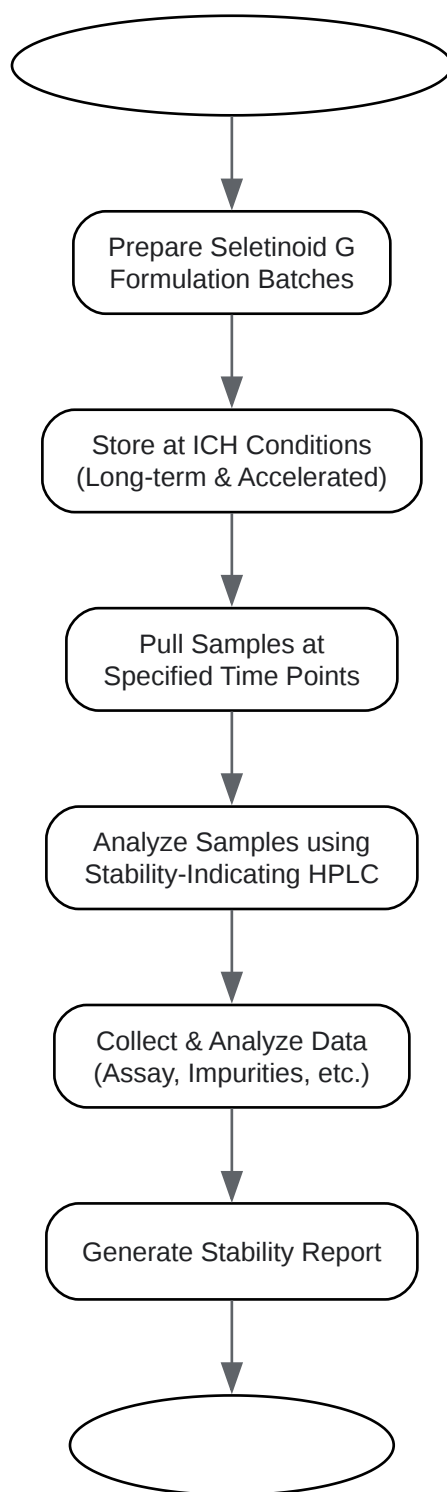 Prepare Seletinoid G
Formulation Batches
Store at ICH Conditions
(Long-term & Accelerated)
Pull Samples at
Specified Time Points
Analyze Samples using
Stability-Indicating HPLC
Collect & Analyze Data
(Assay, Impurities, etc.)
Generate Stability Report